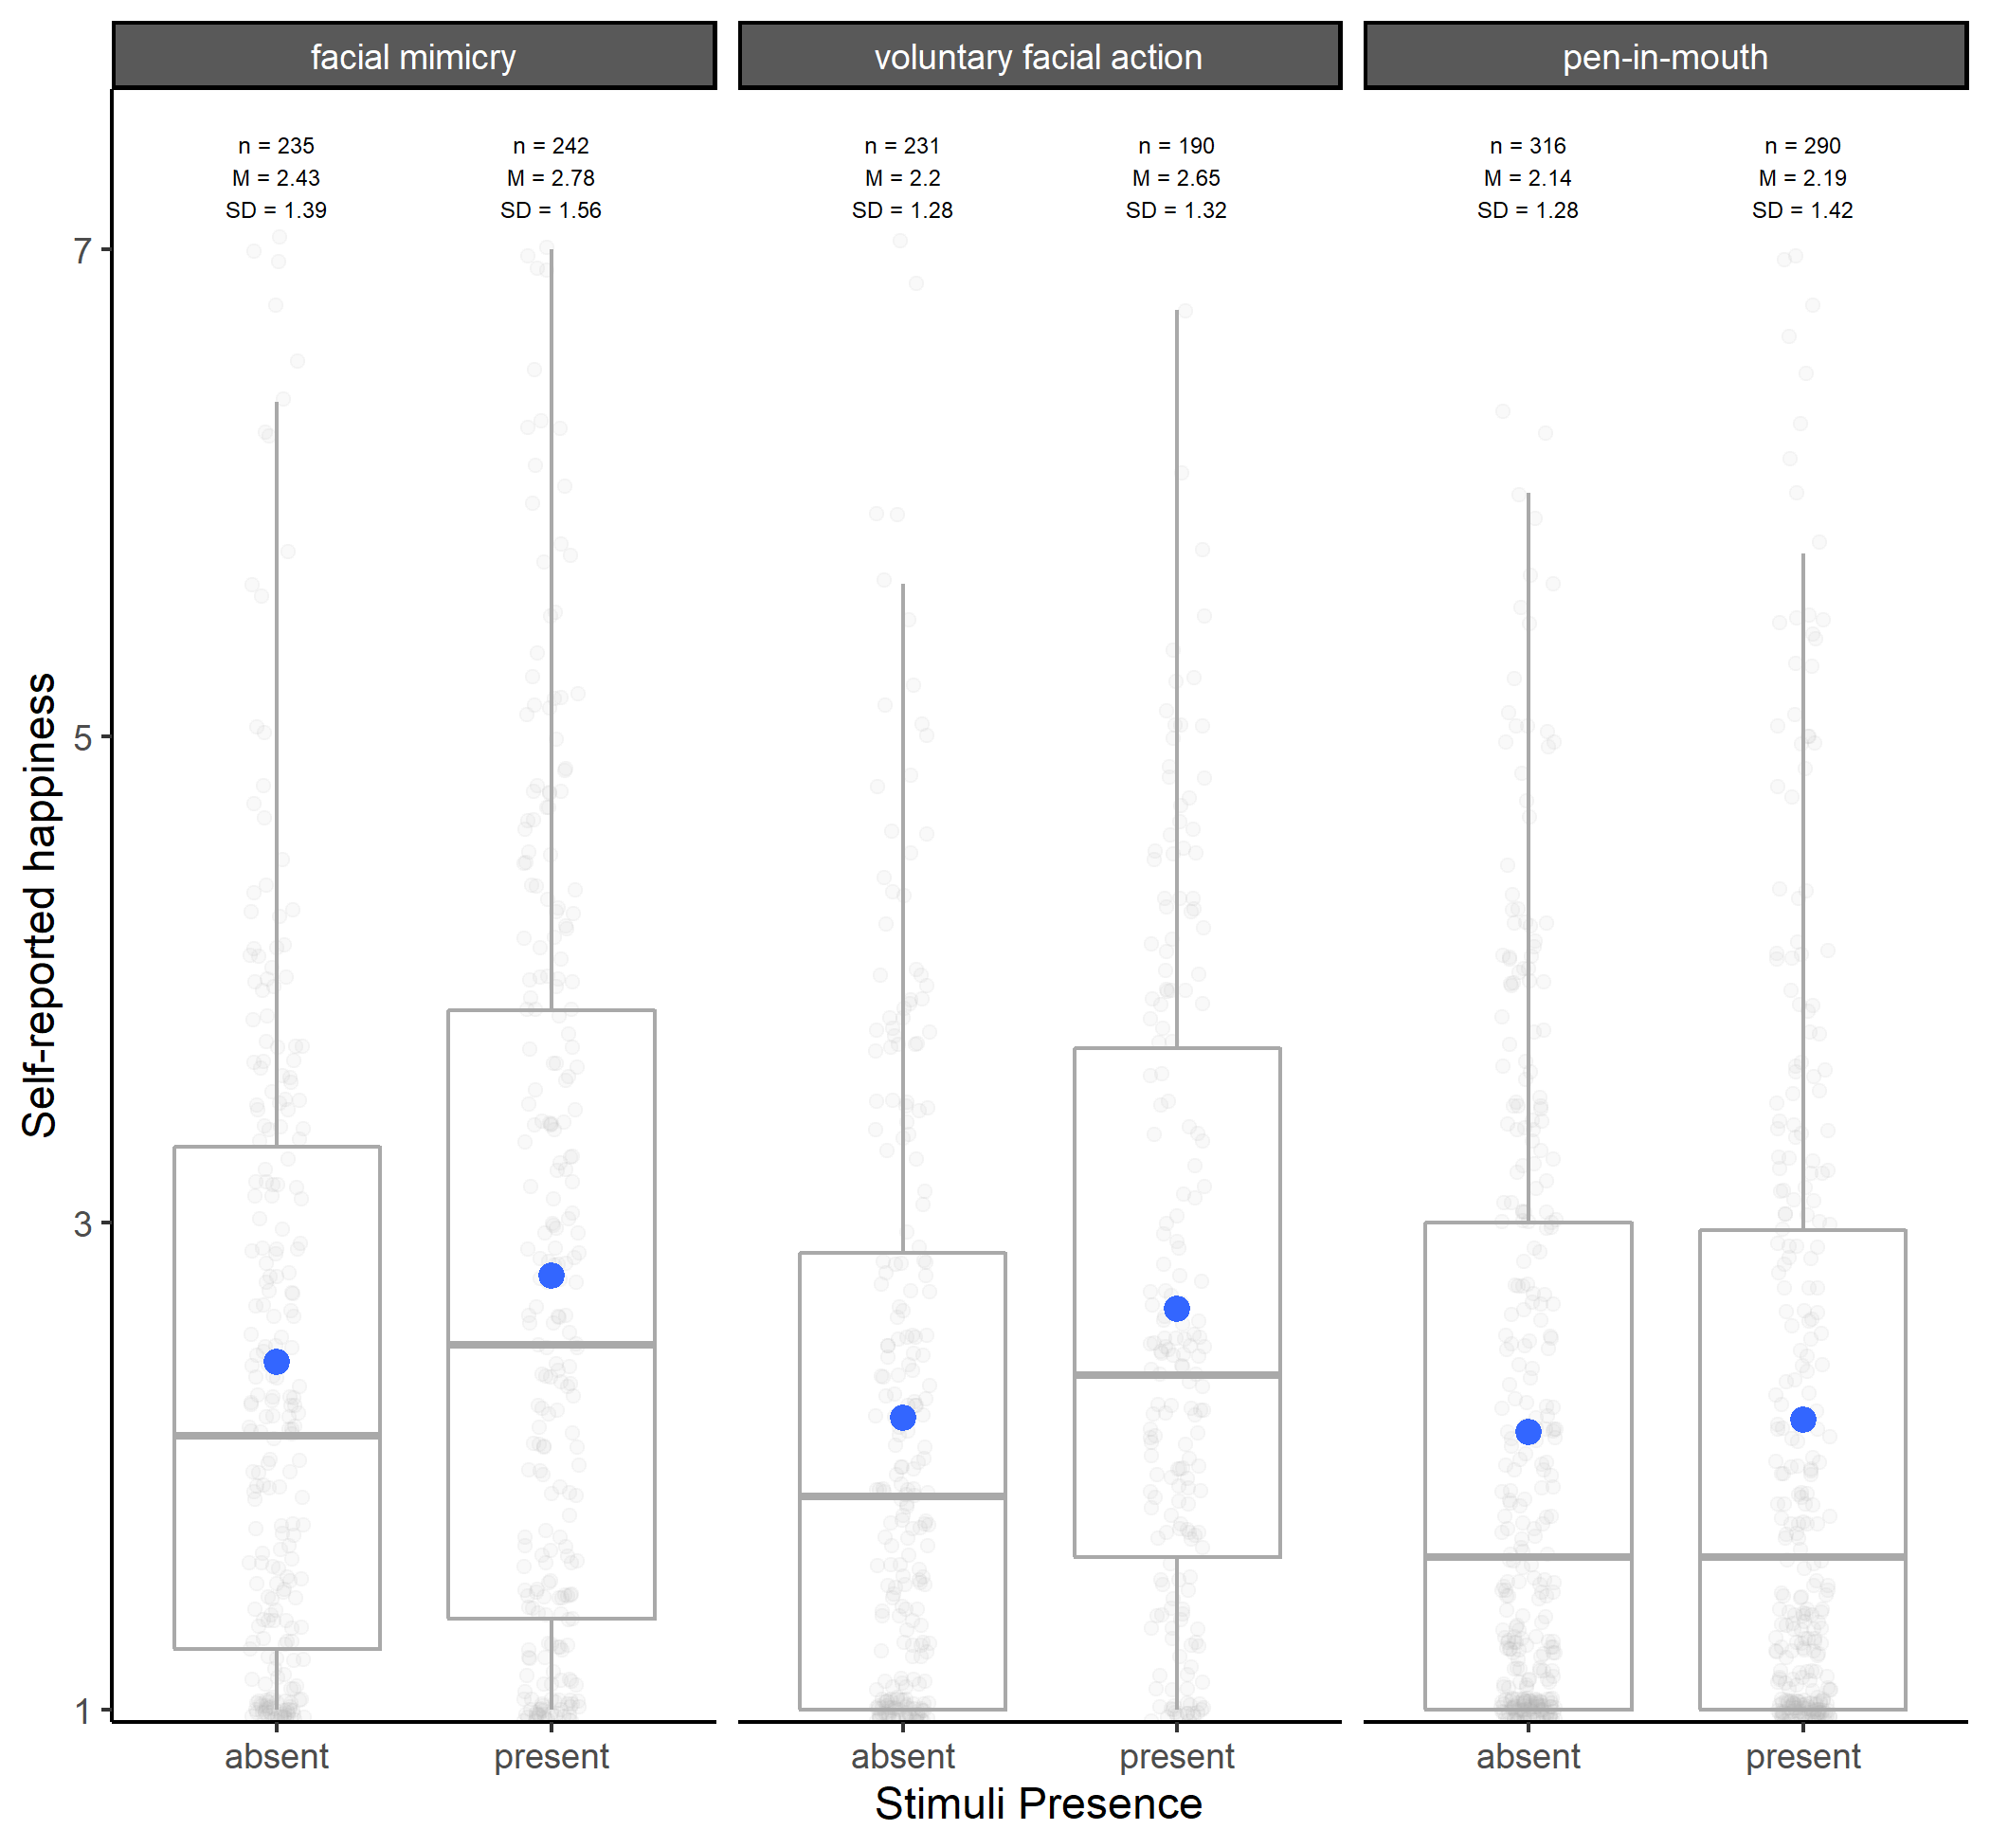 facial mimicry
voluntary facial action
pen-in-mouth
n = 235
M = 2.43
SD = 1.39
n = 242
M = 2.78
SD = 1.56
n = 231
M = 2.2
SD = 1.28
n = 190
M = 2.65
SD = 1.32
n = 316
M = 2.14
SD = 1.28
n = 290
M = 2.19
SD = 1.42
7
5
3
1
Self-reported happiness
absent
present
absent
present
absent
present
Stimuli Presence